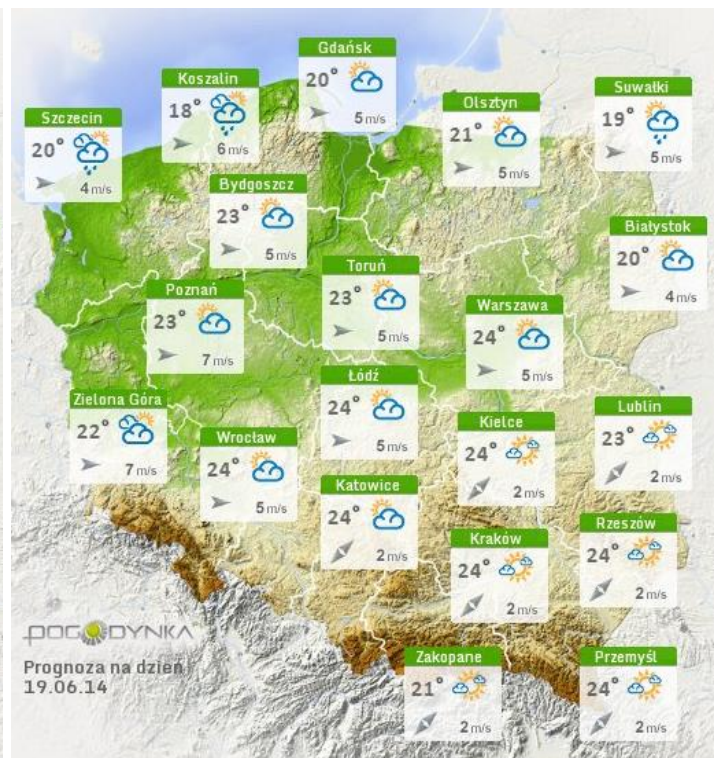 Gdańsk
20°
5 m/s
Koszalin
18°
6 m/s
Suwałki
19°
5 m/s
Olsztyn
21°
5 m/s
Szczecin
20°
4 m/s
Bydgoszcz
23°
5 m/s
Białystok
20°
4 m/s
Toruń
23°
5 m/s
Poznań
23°
7 m/s
Warszawa
24°
5 m/s
Łódź
24°
5 m/s
Zielona Góra
22°
7 m/s
Lublin
23°
2 m/s
Kielce
24°
2 m/s
Wrocław
24°
5 m/s
Katowice
24°
2 m/s
Rzeszów
24°
2 m/s
Kraków
24°
2 m/s
POGODYNKA
Prognoza na dzień
19.06.14
Zakopane
21°
2 m/s
Przemyśl
24°
2 m/s